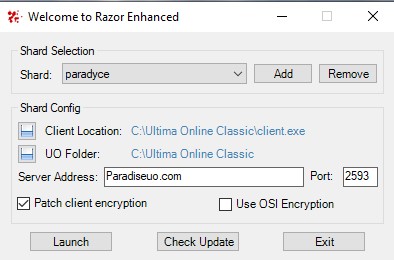 Welcome to Razor Enhanced
Shard Selection
Shard: paradyce Add Remove
Shard Config
Client Location: C:\Ultima Online Classic\client.exe
UO Folder: C:\Ultima Online Classic
Server Address: Paradiseuo.com Port: 2593
Patch client encryption Use OSI Encryption
Launch Check Update Exit